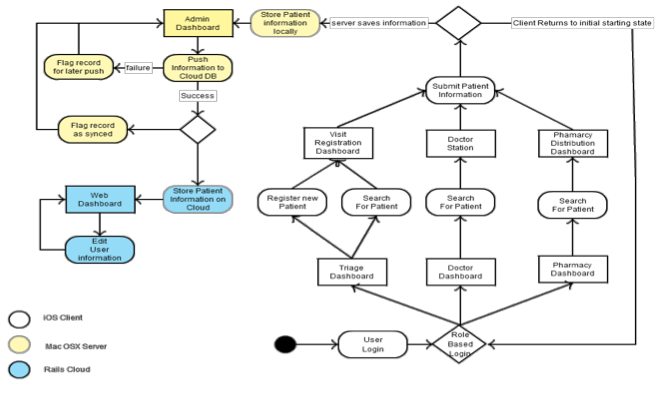 Admin
Dashboard
Store Patient
information
locally
server saves information
Client Returns to initial starting state
Flag record
for later push
failure
Push
Information to
Cloud DB
Success
Submit Patient
Information
Flag record
as synced
Visit
Registration
Dashboard
Doctor
Station
Phamarcy
Distribution
Dashboard
Web
Dashboard
Store Patient
Information on
Cloud
Register new
Patient
Search
For Patient
Search
For Patient
Search
For Patient
Edit
User
information
Triage
Dashboard
Doctor
Dashboard
Pharmacy
Dashboard
iOS Client
Mac OSX Server
Rails Cloud
User
Login
Role
Based
Login